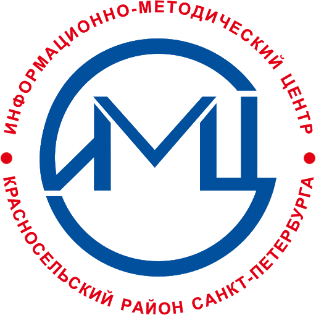 ИНФОРМАЦИОННО-МЕТОДИЧЕСКИЙ ЦЕНТР
ИМЦ
КРАСНОСЕЛЬСКИЙ РАЙОН САНКТ-ПЕТЕРБУРГА